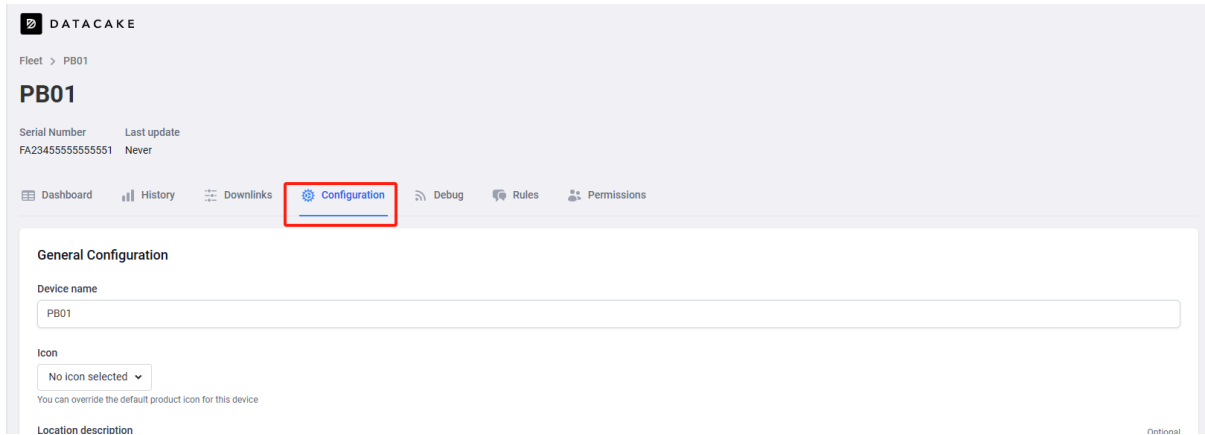 DATACAKE
Fleet > PB01
PB01
Serial Number Last update
FA23455555555551 Never
Dashboard History Downlinks Configuration Debug Rules Permissions
General Configuration
Device name
PB01
Icon
No icon selected
You can override the default product icon for this device
Location description Optional